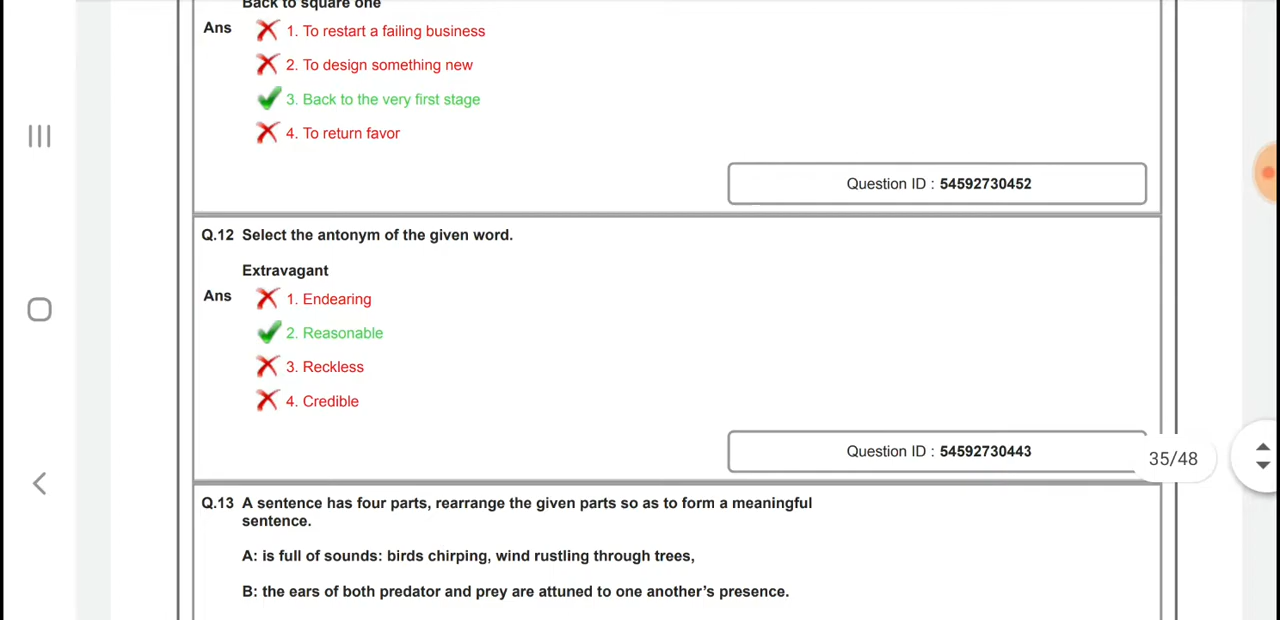 Back to square one
Ans 1. To restart a failing business
2. To design something new
3. Back to the very first stage
4. To return favor
Question ID : 54592730452
Q.12 Select the antonym of the given word.
Extravagant
Ans 1. Endearing
2. Reasonable
3. Reckless
4. Credible
Question ID : 54592730443
35/48
Q.13 A sentence has four parts, rearrange the given parts so as to form a meaningful
sentence.
A: is full of sounds: birds chirping, wind rustling through trees,
B: the ears of both predator and prey are attuned to one another’s presence.